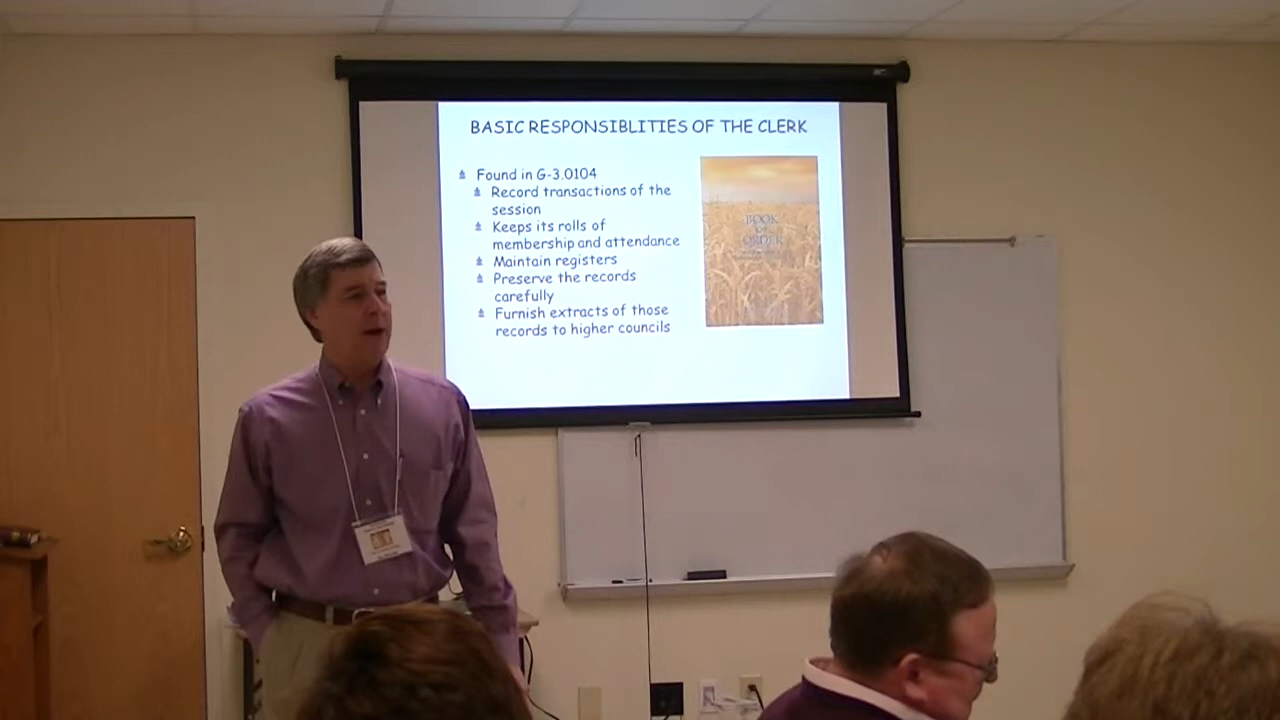 BASIC RESPONSIBLITIES OF THE CLERK
Found in G-3.0104
Record transactions of the
session
Keeps its rolls of
membership and attendance
Maintain registers
Preserve the records
carefully
Furnish extracts of those
records to higher councils
BOOK
OF
ORDER